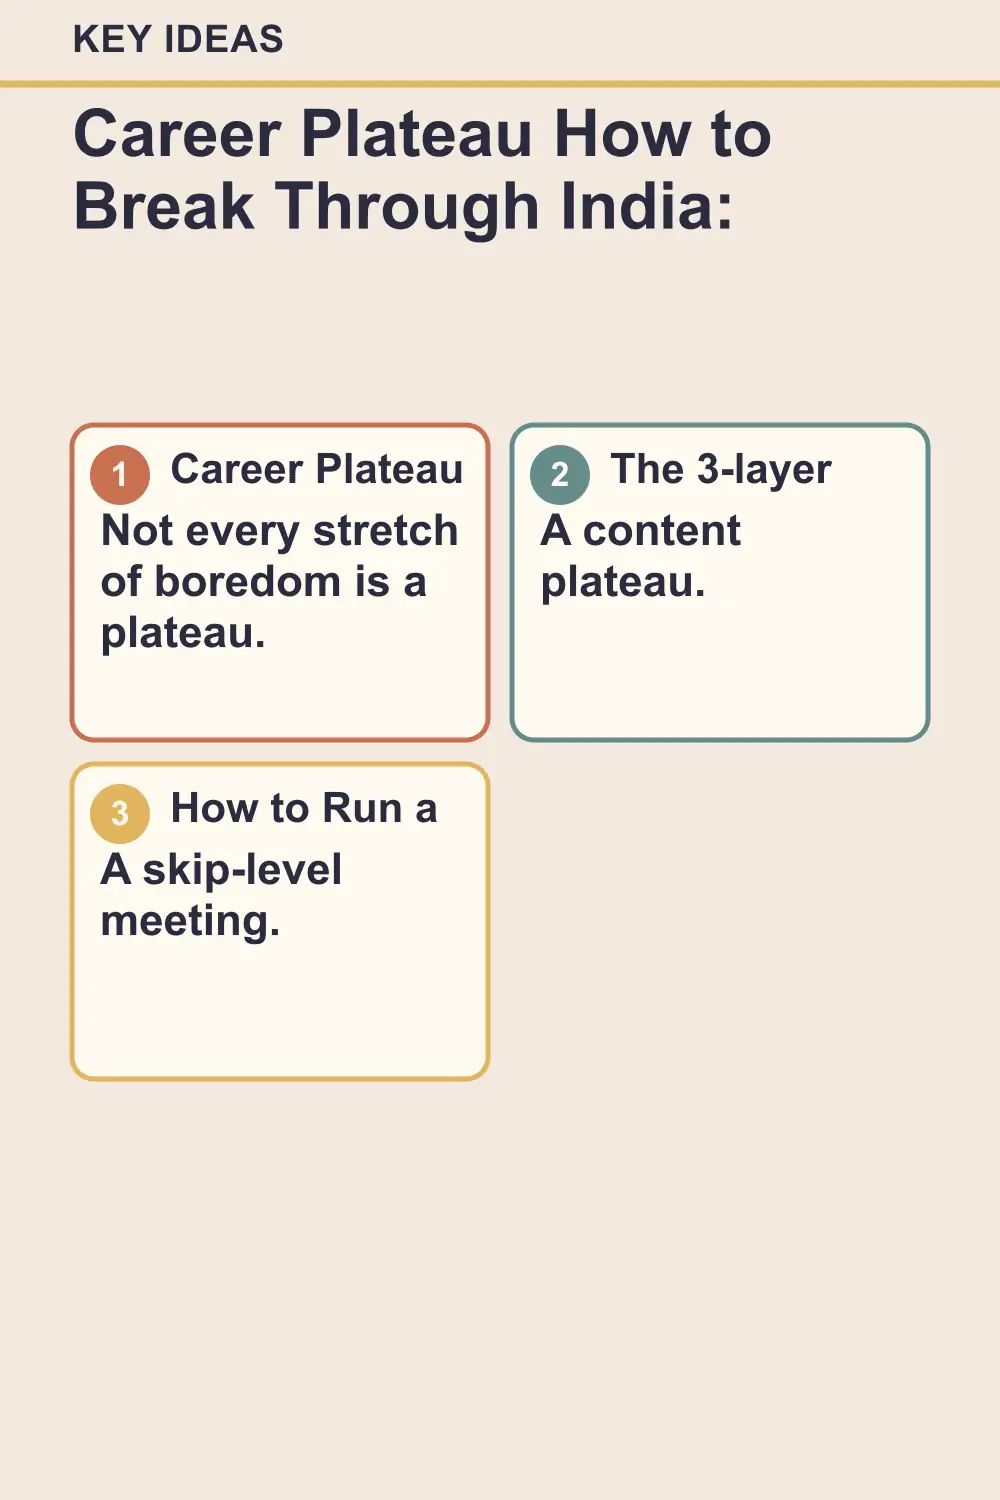 KEY IDEAS
Career Plateau How to
Break Through India:
1 Career Plateau
Not every stretch
of boredom is a
plateau.
2 The 3-layer
A content
plateau.
3 How to Run a
A skip-level
meeting.